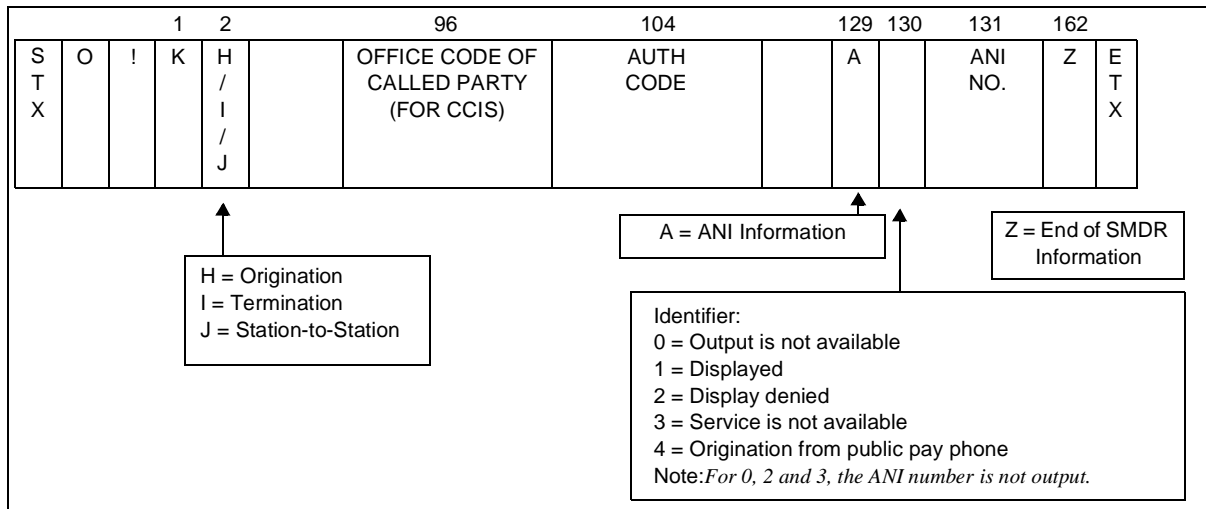 1 2 96 104 129 130 131 162
S O ! K H OFFICE CODE OF AUTH A ANI Z E
T / CALLED PARTY CODE NO. T
X I (FOR CCIS) X
/
J
A = ANI Information
Z = End of SMDR
Information
H = Origination
I = Termination
J = Station-to-Station
Identifier:
0 = Output is not available
1 = Displayed
2 = Display denied
3 = Service is not available
4 = Origination from public pay phone
Note:For 0, 2 and 3, the ANI number is not output.